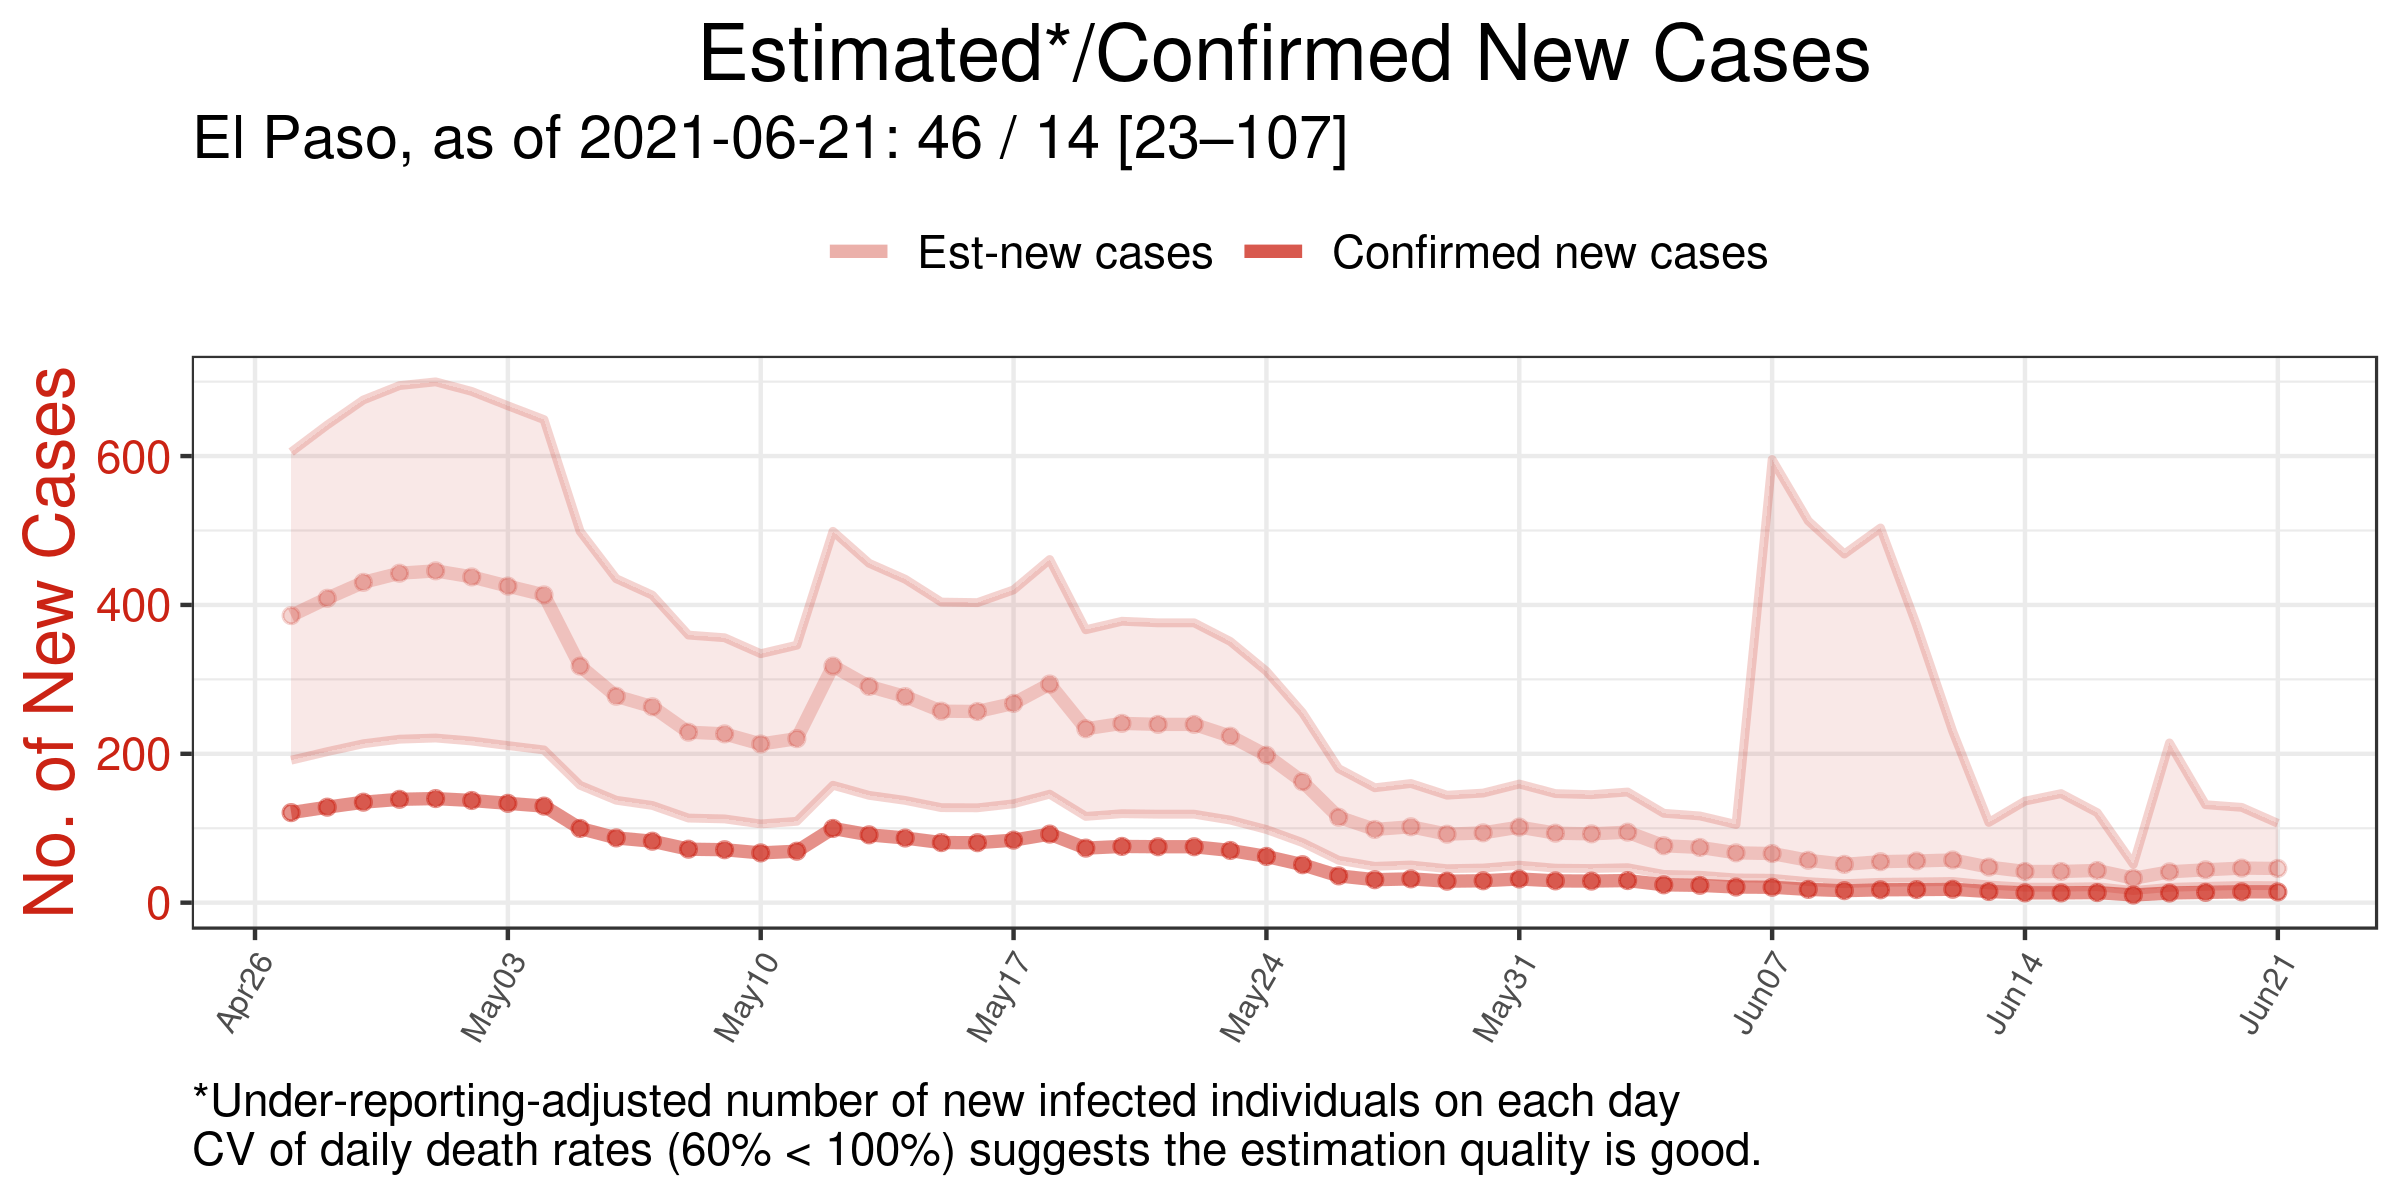 Estimated*/Confirmed New Cases
El Paso, as of 2021-06-21: 46 / 14 [23–107]
Est-new cases
Confirmed new cases
No. of New Cases
600
400
200
0
Apr26
May03
May10
May17
May24
May31
Jun07
Jun14
Jun21
*Under-reporting-adjusted number of new infected individuals on each day
CV of daily death rates (60% < 100%) suggests the estimation quality is good.